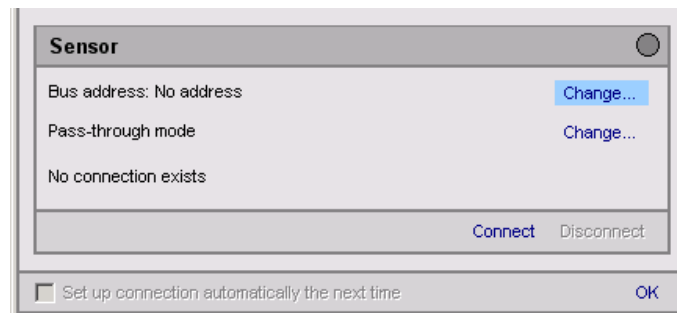 Sensor
Bus address: No address Change...
Pass-through mode Change...
No connection exists
Connect Disconnect
Set up connection automatically the next time OK